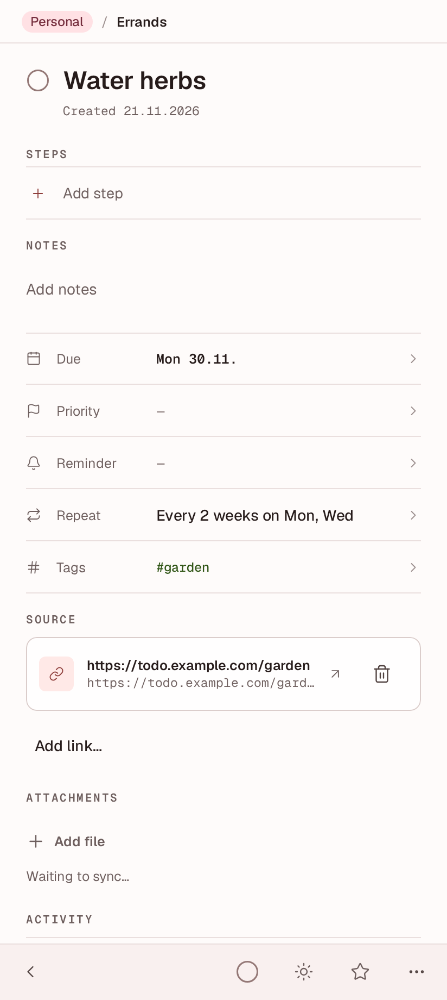 Personal / Errands
Water herbs
Created 21.11.2026
STEPS
Add step
NOTES
Add notes
Due Mon 30.11.
Priority –
Reminder –
Repeat Every 2 weeks on Mon, Wed
Tags #garden
SOURCE
https://todo.example.com/garden
https://todo.example.com/gard…
Add link…
ATTACHMENTS
Add file
Waiting to sync…
ACTIVITY